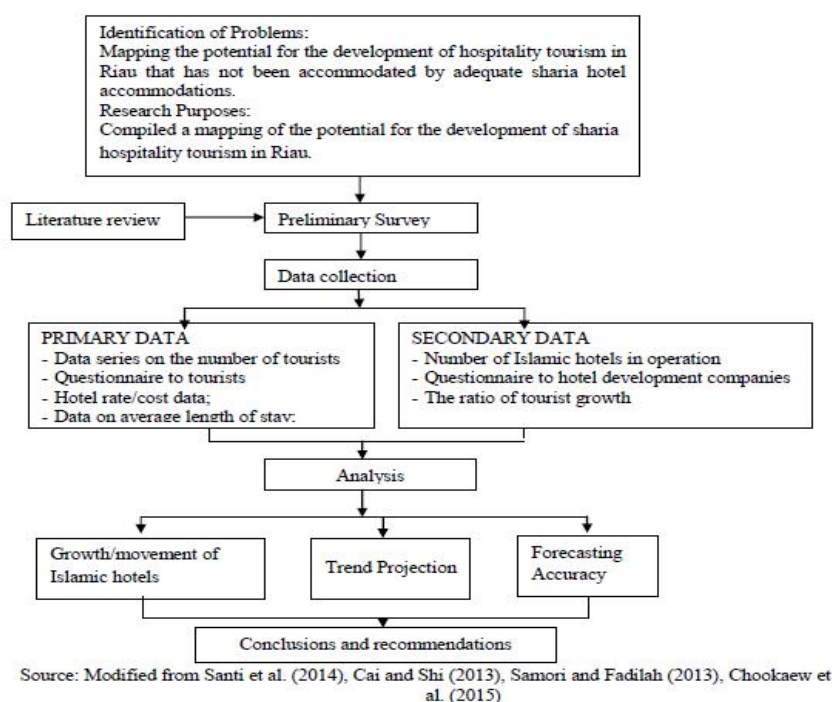 Identification of Problems:
Mapping the potential for the development of hospitality tourism in
Riau that has not been accommodated by adequate sharia hotel
accommodations.
Research Purposes:
Compiled a mapping of the potential for the development of sharia
hospitality tourism in Riau.
Literature review
Preliminary Survey
Data collection
PRIMARY DATA
- Data series on the number of tourists
- Questionnaire to tourists
- Hotel rate/cost data;
- Data on average length of stay;
SECONDARY DATA
- Number of Islamic hotels in operation
- Questionnaire to hotel development companies
- The ratio of tourist growth
Analysis
Growth/movement of
Islamic hotels
Trend Projection
Forecasting
Accuracy
Conclusions and recommendations
Source: Modified from Santi et al. (2014), Cai and Shi (2013), Samori and Fadilah (2013), Chookaew et
al. (2015)